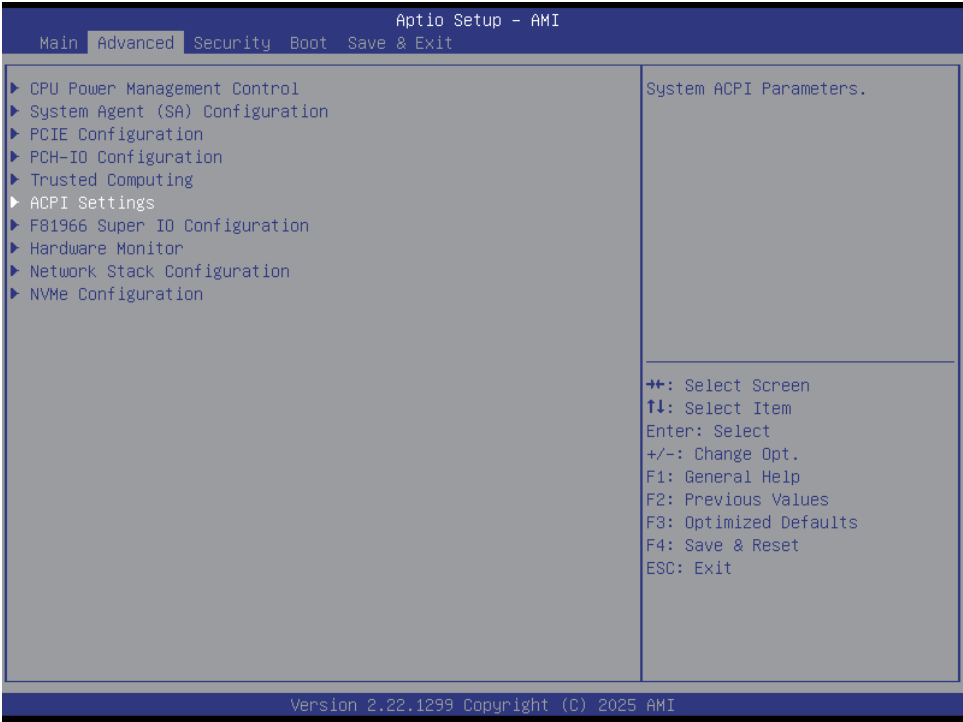 Aptio Setup – AMI
Main Advanced Security Boot Save & Exit
CPU Power Management Control
System Agent (SA) Configuration
PCIE Configuration
PCH-IO Configuration
Trusted Computing
ACPI Settings
F81966 Super IO Configuration
Hardware Monitor
Network Stack Configuration
NVMe Configuration
System ACPI Parameters.
→←: Select Screen
↑↓: Select Item
Enter: Select
+/-: Change Opt.
F1: General Help
F2: Previous Values
F3: Optimized Defaults
F4: Save & Reset
ESC: Exit
Version 2.22.1299 Copyright (C) 2025 AMI